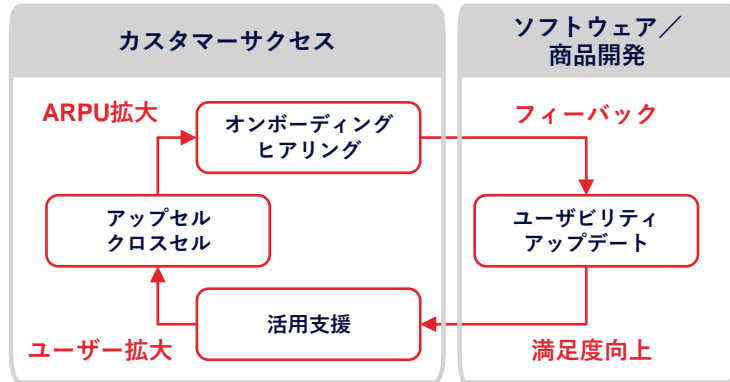 カスタマーサクセス
ソフトウェア／
商品開発
ARPU拡大
オンボーディング
ヒアリング
フィーバック
アップセル
クロスセル
ユーザビリティ
アップデート
活用支援
ユーザー拡大
満足度向上